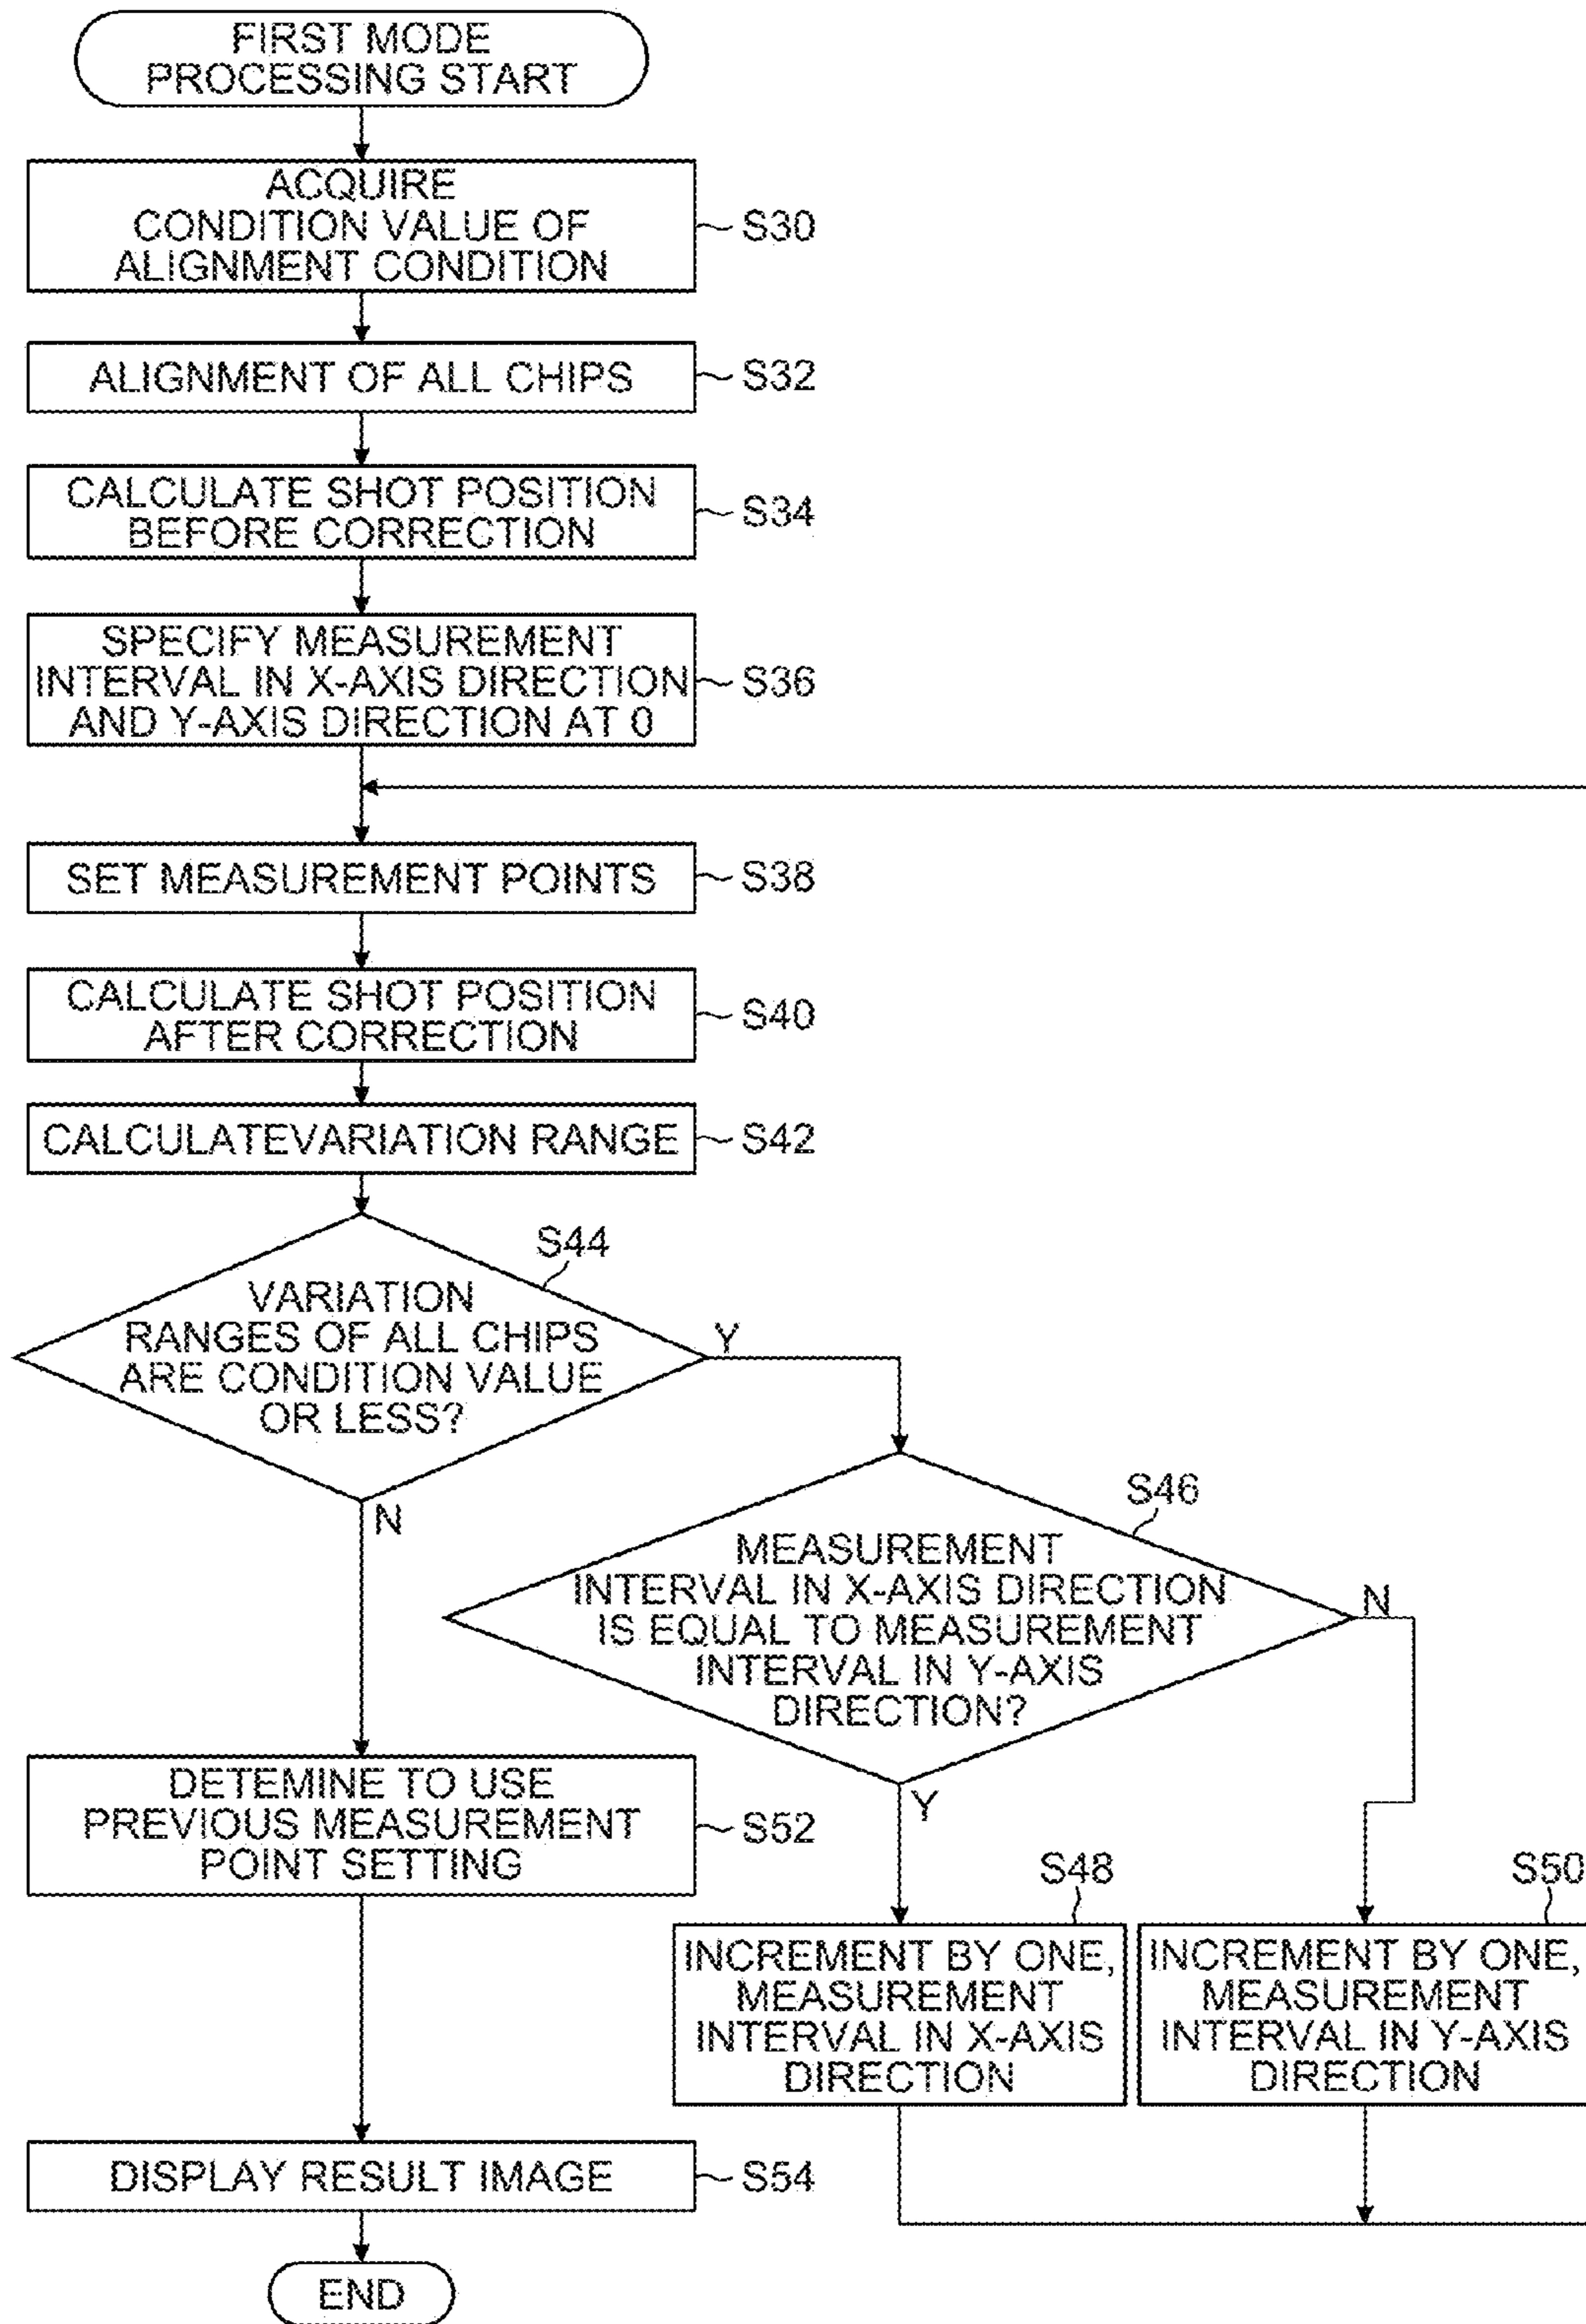 FIRST MODE
PROCESSING START
ACQUIRE
CONDITION VALUE OF
ALIGNMENT CONDITION
S30
ALIGNMENT OF ALL CHIPS
S32
CALCULATE SHOT POSITION
BEFORE CORRECTION
S34
SPECIFY MEASUREMENT
INTERVAL IN X-AXIS DIRECTION
AND Y-AXIS DIRECTION AT 0
S36
SET MEASUREMENT POINTS
S38
CALCULATE SHOT POSITION
AFTER CORRECTION
S40
CALCULATEVARIATION RANGE
S42
S44
VARIATION
RANGES OF ALL CHIPS
ARE CONDITION VALUE
OR LESS?
Y
N
S46
MEASUREMENT
INTERVAL IN X-AXIS DIRECTION
IS EQUAL TO MEASUREMENT
INTERVAL IN Y-AXIS
DIRECTION?
N
Y
DETEMINE TO USE
PREVIOUS MEASUREMENT
POINT SETTING
S52
S48
INCREMENT BY ONE,
MEASUREMENT
INTERVAL IN X-AXIS
DIRECTION
S50
INCREMENT BY ONE,
MEASUREMENT
INTERVAL IN Y-AXIS
DIRECTION
DISPLAY RESULT IMAGE
S54
END